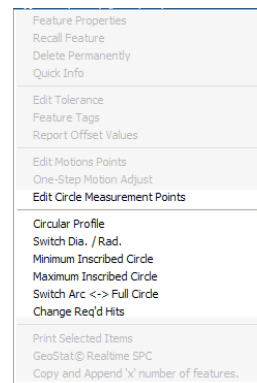 Feature Properties
Recall Feature
Delete Permanently
Quick Info
Edit Tolerance
Feature Tags
Report Offset Values
Edit Motions Points
One-Step Motion Adjust
Edit Circle Measurement Points
Circular Profile
Switch Dia. / Rad.
Minimum Inscribed Circle
Maximum Inscribed Circle
Switch Arc <-> Full Circle
Change Req'd Hits
Print Selected Items
GeoStat© Realtime SPC
Copy and Append 'x' number of features.